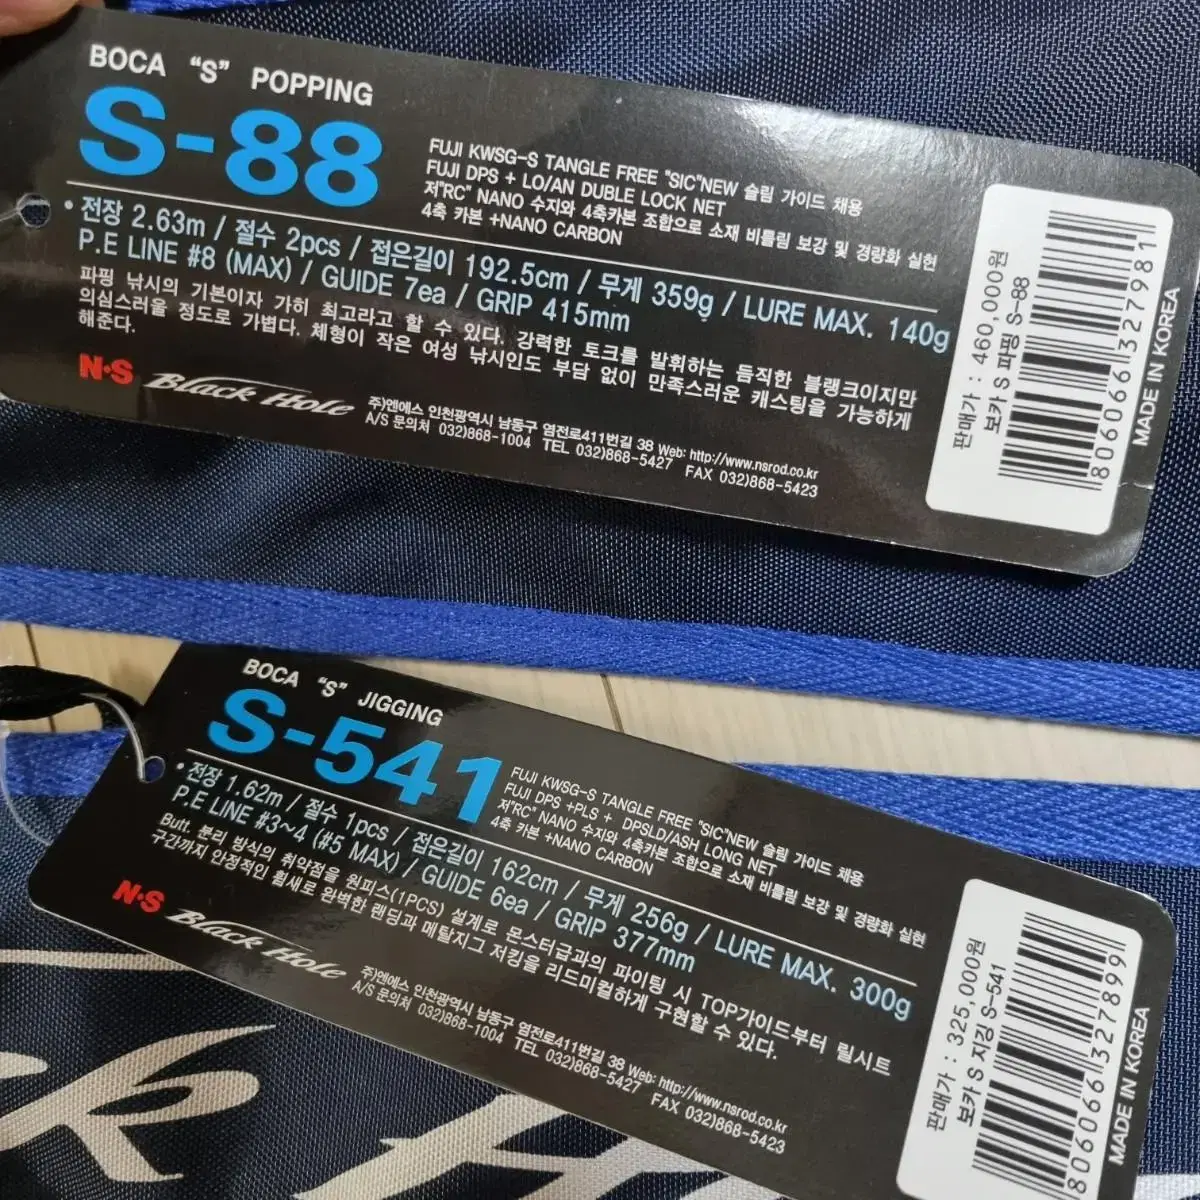 BOCA "S" POPPING
S-88
FUJI KWSG-S TANGLE FREE "SIC"NEW 슬림 가이드 채용
FUJI DPS + LO/AN DUBLE LOCK NET
저"RC" NANO 수지와 4축카본 조합으로 소재 비틀림 보강 및 경량화 실현
4축 카본 +NANO CARBON
• 전장 2.63m / 절수 2pcs / 접은길이 192.5cm / 무게 359g / LURE MAX. 140g
P.E LINE #8 (MAX) / GUIDE 7ea / GRIP 415mm
파핑 낚시의 기본이자 가히 최고라고 할 수 있다. 강력한 토크를 발휘하는 듬직한 블랭크이지만
의심스러울 정도로 가볍다. 체형이 작은 여성 낚시인도 부담 없이 만족스러운 캐스팅을 가능하게
해준다.
N·S Black Hole
주)엔에스 인천광역시 남동구 염전로411번길 38 Web: http://www.nsrod.co.kr
A/S 문의처 032)868-1004 TEL 032)868-5427 FAX 032)868-5423
판매가 : 460,000원
보카 S 파핑 S-88
8806066327981
MADE IN KOREA
BOCA "S" JIGGING
S-541
FUJI KWSG-S TANGLE FREE "SIC"NEW 슬림 가이드 채용
FUJI DPS +PLS + DPSLD/ASH LONG NET
저"RC" NANO 수지와 4축카본 조합으로 소재 비틀림 보강 및 경량화 실현
4축 카본 +NANO CARBON
• 전장 1.62m / 절수 1pcs / 접은길이 162cm / 무게 256g / LURE MAX. 300g
P.E LINE #3~4 (#5 MAX) / GUIDE 6ea / GRIP 377mm
Butt. 분리 방식의 취약점을 원피스(1PCS) 설계로 몬스터급과의 파이팅 시 TOP가이드부터 릴시트
구간까지 안정적인 휨새로 완벽한 랜딩과 메탈지그 저킹을 리드미컬하게 구현할 수 있다.
N·S Black Hole
주)엔에스 인천광역시 남동구 염전로411번길 38 Web: http://www.nsrod.co.kr
A/S 문의처 032)868-1004 TEL 032)868-5427 FAX 032)868-5423
판매가 : 325,000원
보카 S 지깅 S-541
8806066327899
MADE IN KOREA